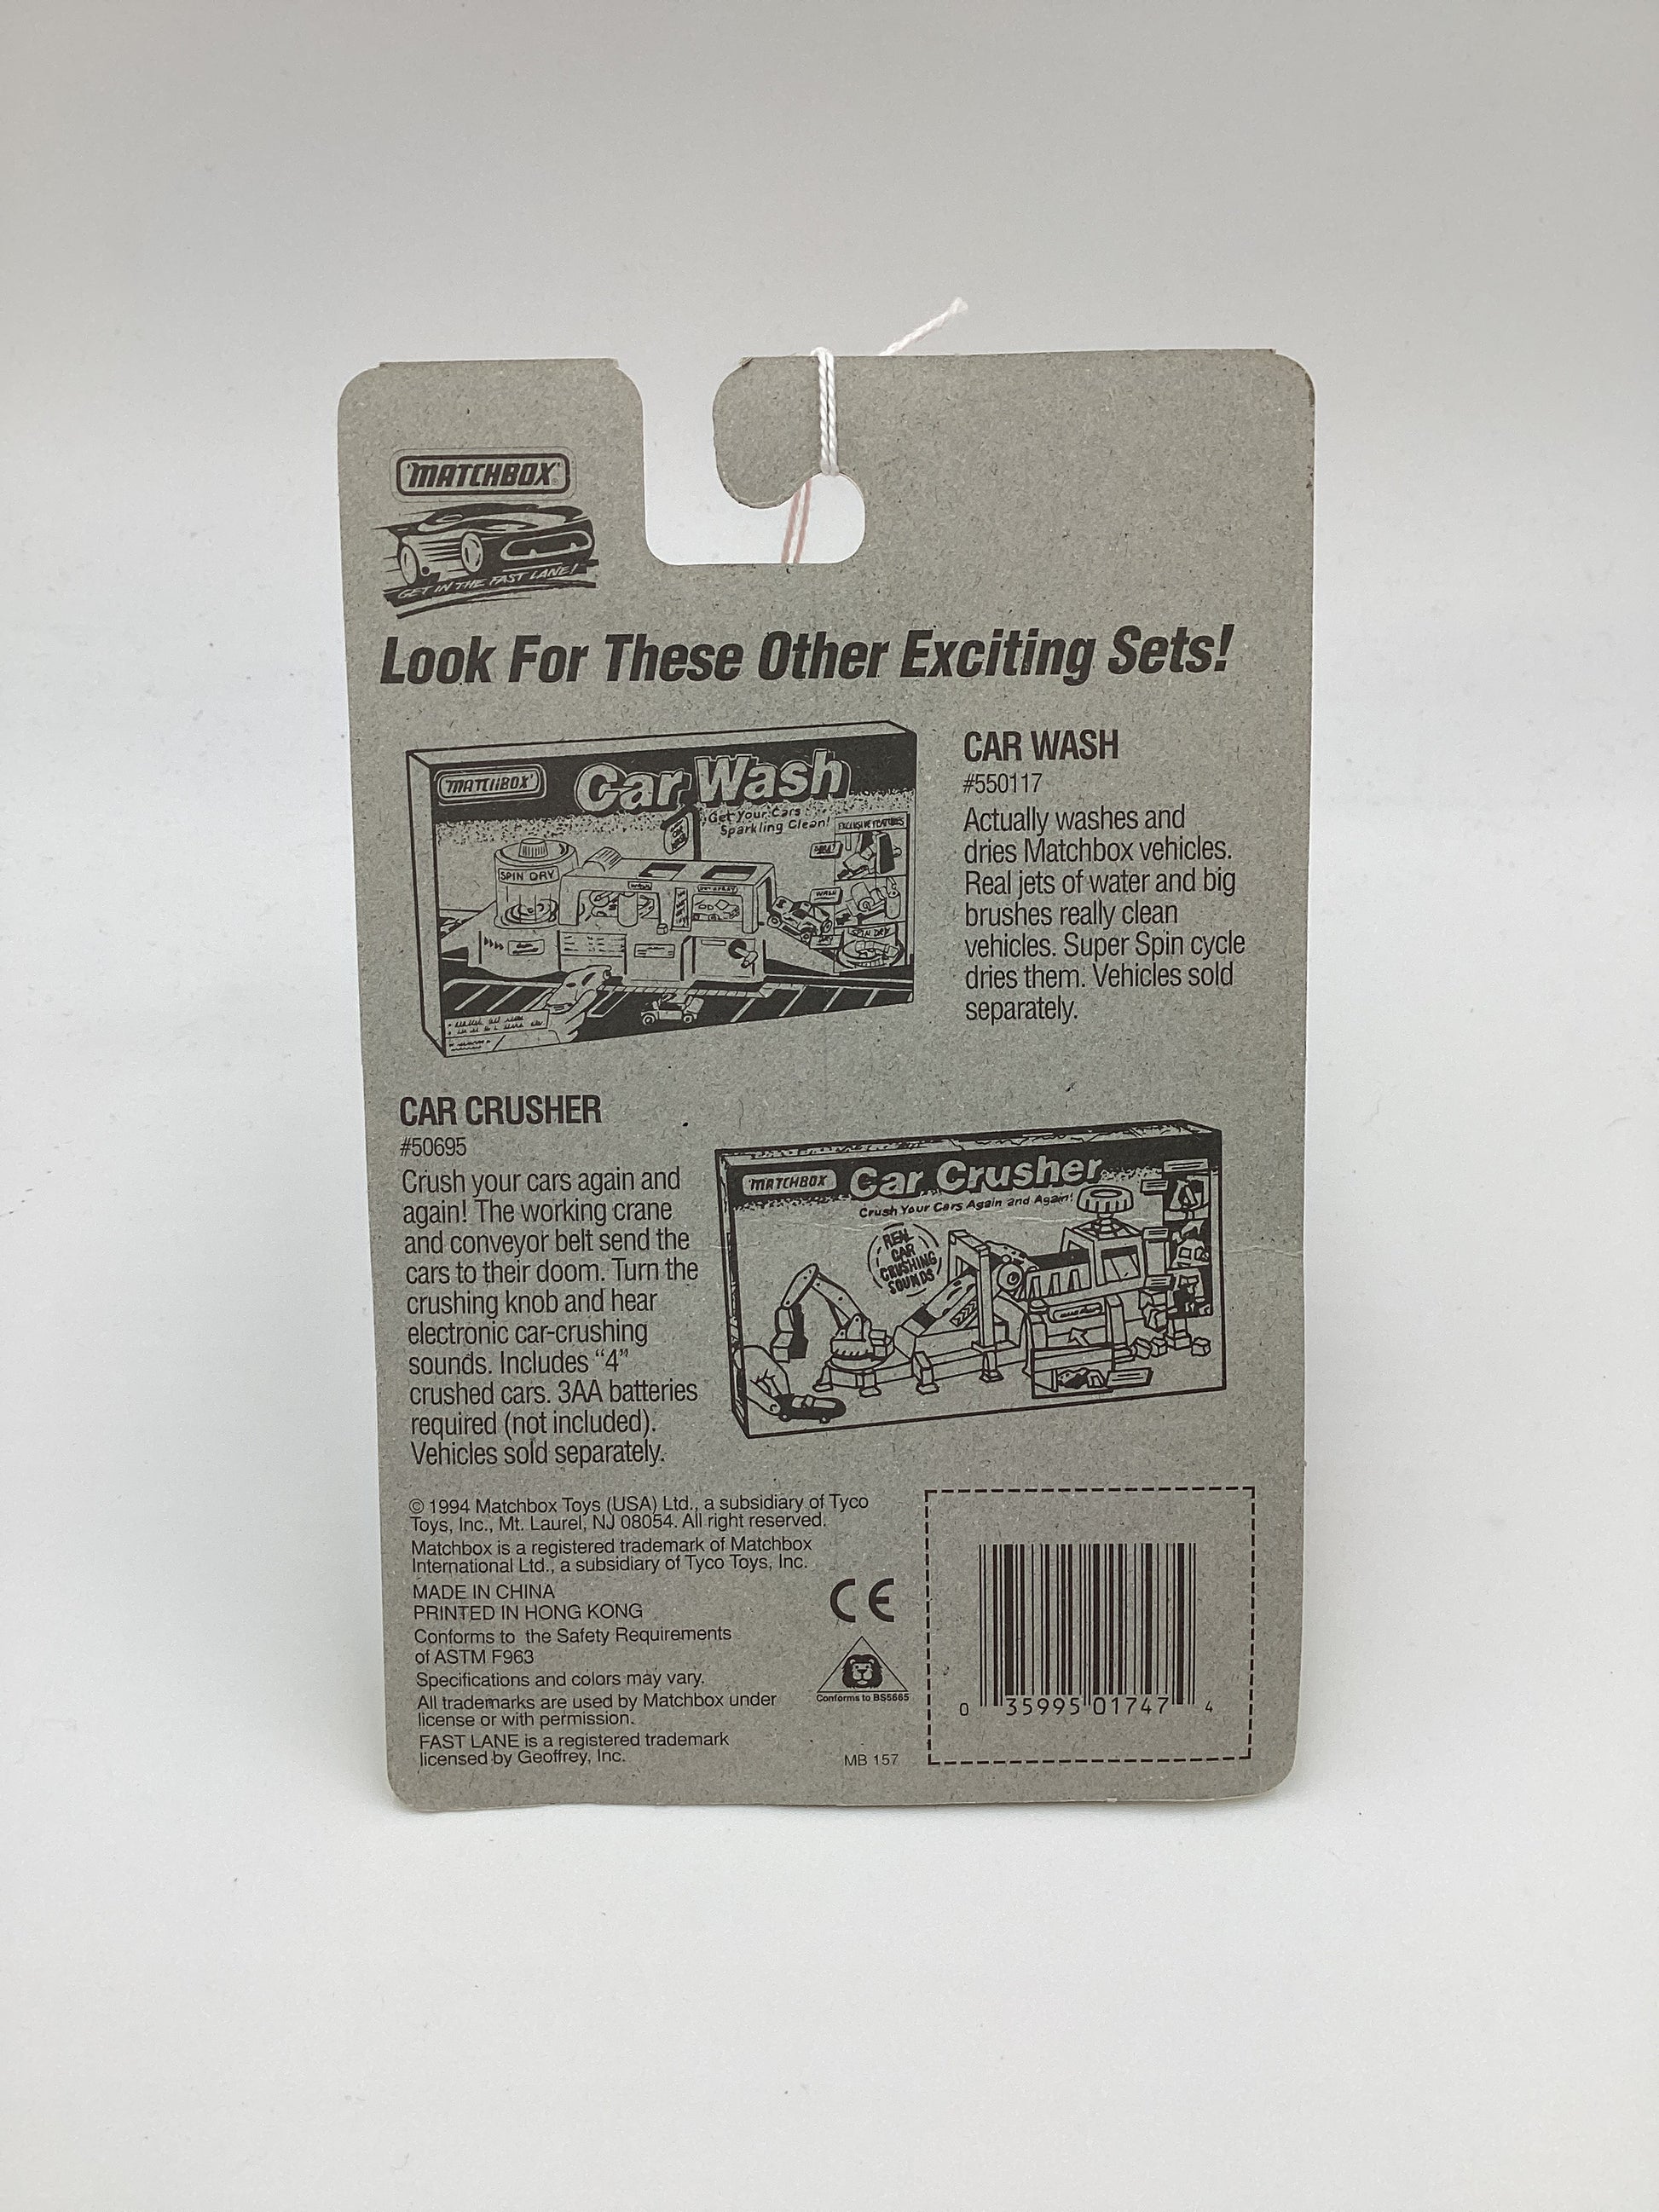 MATCHBOX
GET IN THE FAST LANE!
Look For These Other Exciting Sets!
MATCHBOX
Car Wash
Get Your Cars
Sparkling Clean!
EXCLUSIVE FEATURES
SPIN DRY
WASH
SPIN DRY
CAR WASH
#550117
Actually washes and
dries Matchbox vehicles.
Real jets of water and big
brushes really clean
vehicles. Super Spin cycle
dries them. Vehicles sold
separately.
CAR CRUSHER
#50695
Crush your cars again and
again! The working crane
and conveyor belt send the
cars to their doom. Turn the
crushing knob and hear
electronic car-crushing
sounds. Includes “4”
crushed cars. 3AA batteries
required (not included).
Vehicles sold separately.
MATCHBOX
Car Crusher
Crush Your Cars Again and Again!
REAL
CAR
CRUSHING
SOUNDS
© 1994 Matchbox Toys (USA) Ltd., a subsidiary of Tyco
Toys, Inc., Mt. Laurel, NJ 08054. All right reserved.
Matchbox is a registered trademark of Matchbox
International Ltd., a subsidiary of Tyco Toys, Inc.
MADE IN CHINA
PRINTED IN HONG KONG
Conforms to the Safety Requirements
of ASTM F963
Specifications and colors may vary.
All trademarks are used by Matchbox under
license or with permission.
FAST LANE is a registered trademark
licensed by Geoffrey, Inc.
CE
Conforms to BS5665
MB 157
0 35995 01747 4